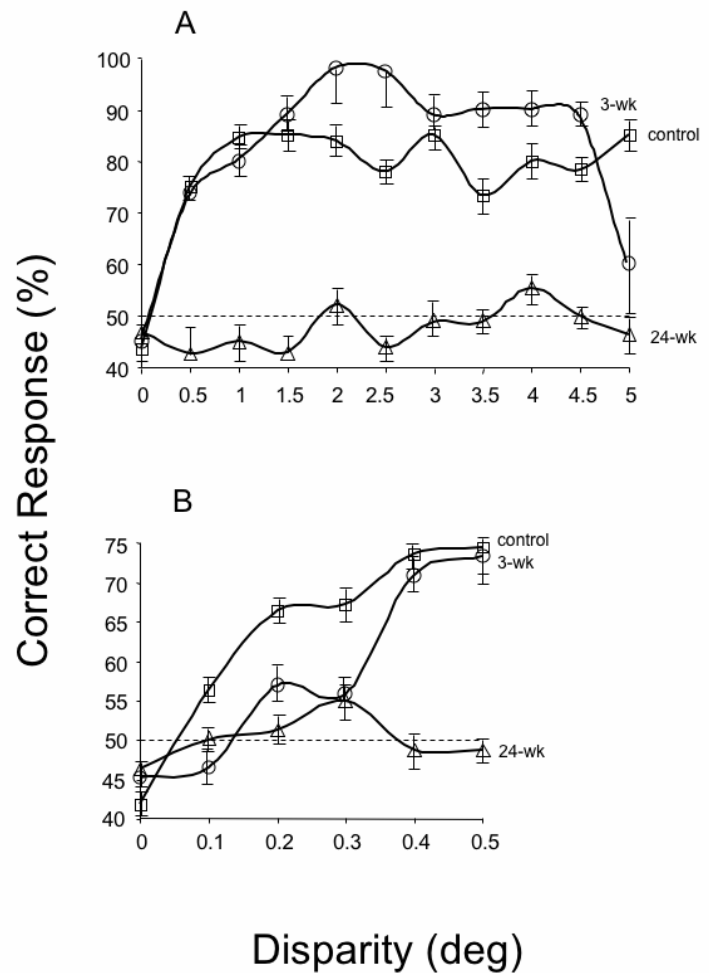 A
Correct Response (%)
100
90
80
70
60
50
40
3-wk
control
24-wk
0 0.5 1 1.5 2 2.5 3 3.5 4 4.5 5
B
75
70
65
60
55
50
45
40
control
3-wk
24-wk
0 0.1 0.2 0.3 0.4 0.5
Disparity (deg)